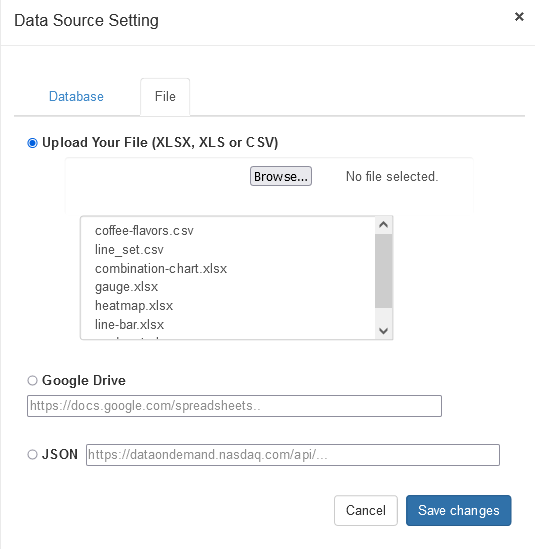 Data Source Setting ×
Database File
Upload Your File (XLSX, XLS or CSV)
Browse... No file selected.
coffee-flavors.csv
line_set.csv
combination-chart.xlsx
gauge.xlsx
heatmap.xlsx
line-bar.xlsx
Google Drive
https://docs.google.com/spreadsheets..
JSON https://dataondemand.nasdaq.com/api/...
Cancel Save changes